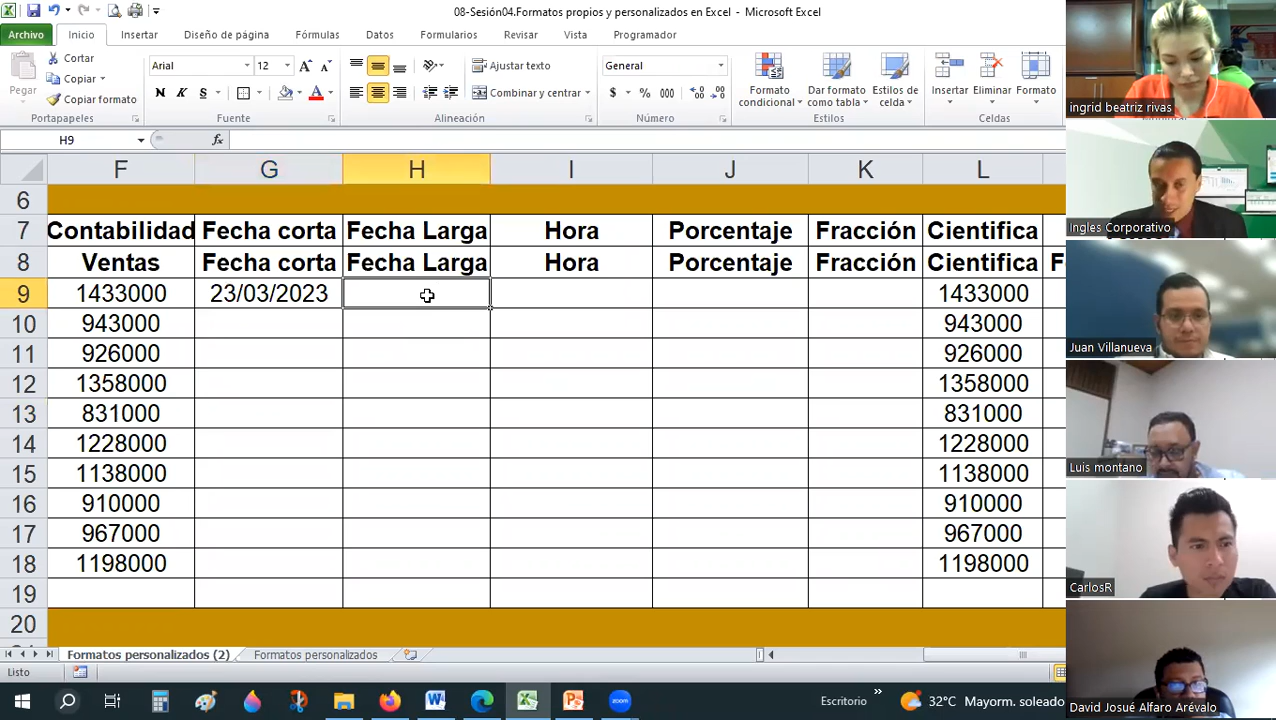 08-Sesión04.Formatos propios y personalizados en Excel - Microsoft Excel
Archivo Inicio Insertar Diseño de página Fórmulas Datos Formularios Revisar Vista Programador
Pegar
Cortar
Copiar
Copiar formato
Portapapeles
Arial 12
N K S
Fuente
Ajustar texto
Combinar y centrar
Alineación
General
$ % 000
Número
Formato condicional
Dar formato como tabla
Estilos de celda
Estilos
Insertar Eliminar Formato
Celdas
H9 fx
F G H I J K L
6
7 Contabilidad Fecha corta Fecha Larga Hora Porcentaje Fracción Cientifica
8 Ventas Fecha corta Fecha Larga Hora Porcentaje Fracción Cientifica
9 1433000 23/03/2023 1433000
10 943000 943000
11 926000 926000
12 1358000 1358000
13 831000 831000
14 1228000 1228000
15 1138000 1138000
16 910000 910000
17 967000 967000
18 1198000 1198000
19
20
Formatos personalizados (2) Formatos personalizados
Listo
Escritorio » 32°C Mayorm. soleado
zoom
ingrid beatriz rivas
Ingles Corporativo
Juan Villanueva
Luis montano
CarlosR
David Josué Alfaro Arévalo